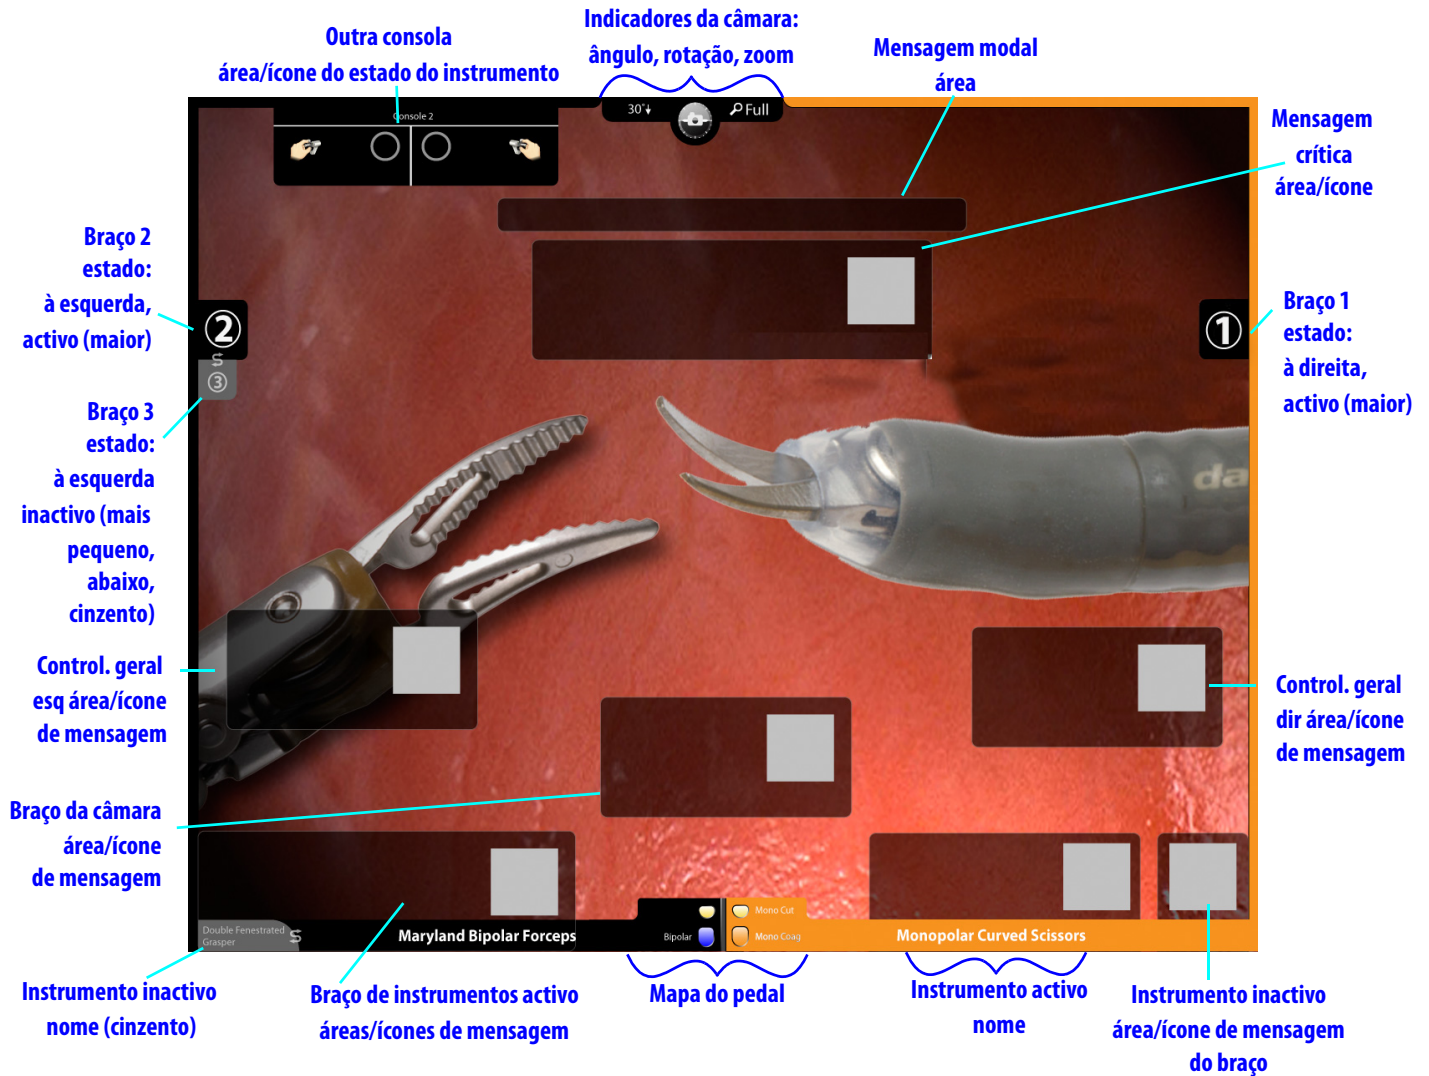 Outra consola
área/ícone do estado do instrumento
Indicadores da câmara:
ângulo, rotação, zoom
Mensagem modal
área
Mensagem
crítica
área/ícone
Console 2
30°
Full
Braço 2
estado:
à esquerda,
activo (maior)
2
3
1
Braço 1
estado:
à direita,
activo (maior)
Braço 3
estado:
à esquerda
inactivo (mais
pequeno,
abaixo,
cinzento)
da
Control. geral
esq área/ícone
de mensagem
Control. geral
dir área/ícone
de mensagem
Braço da câmara
área/ícone
de mensagem
Double Fenestrated
Grasper
Maryland Bipolar Forceps
Bipolar
Mono Cut
Mono Coag
Monopolar Curved Scissors
Instrumento inactivo
nome (cinzento)
Braço de instrumentos activo
áreas/ícones de mensagem
Mapa do pedal
Instrumento activo
nome
Instrumento inactivo
área/ícone de mensagem
do braço